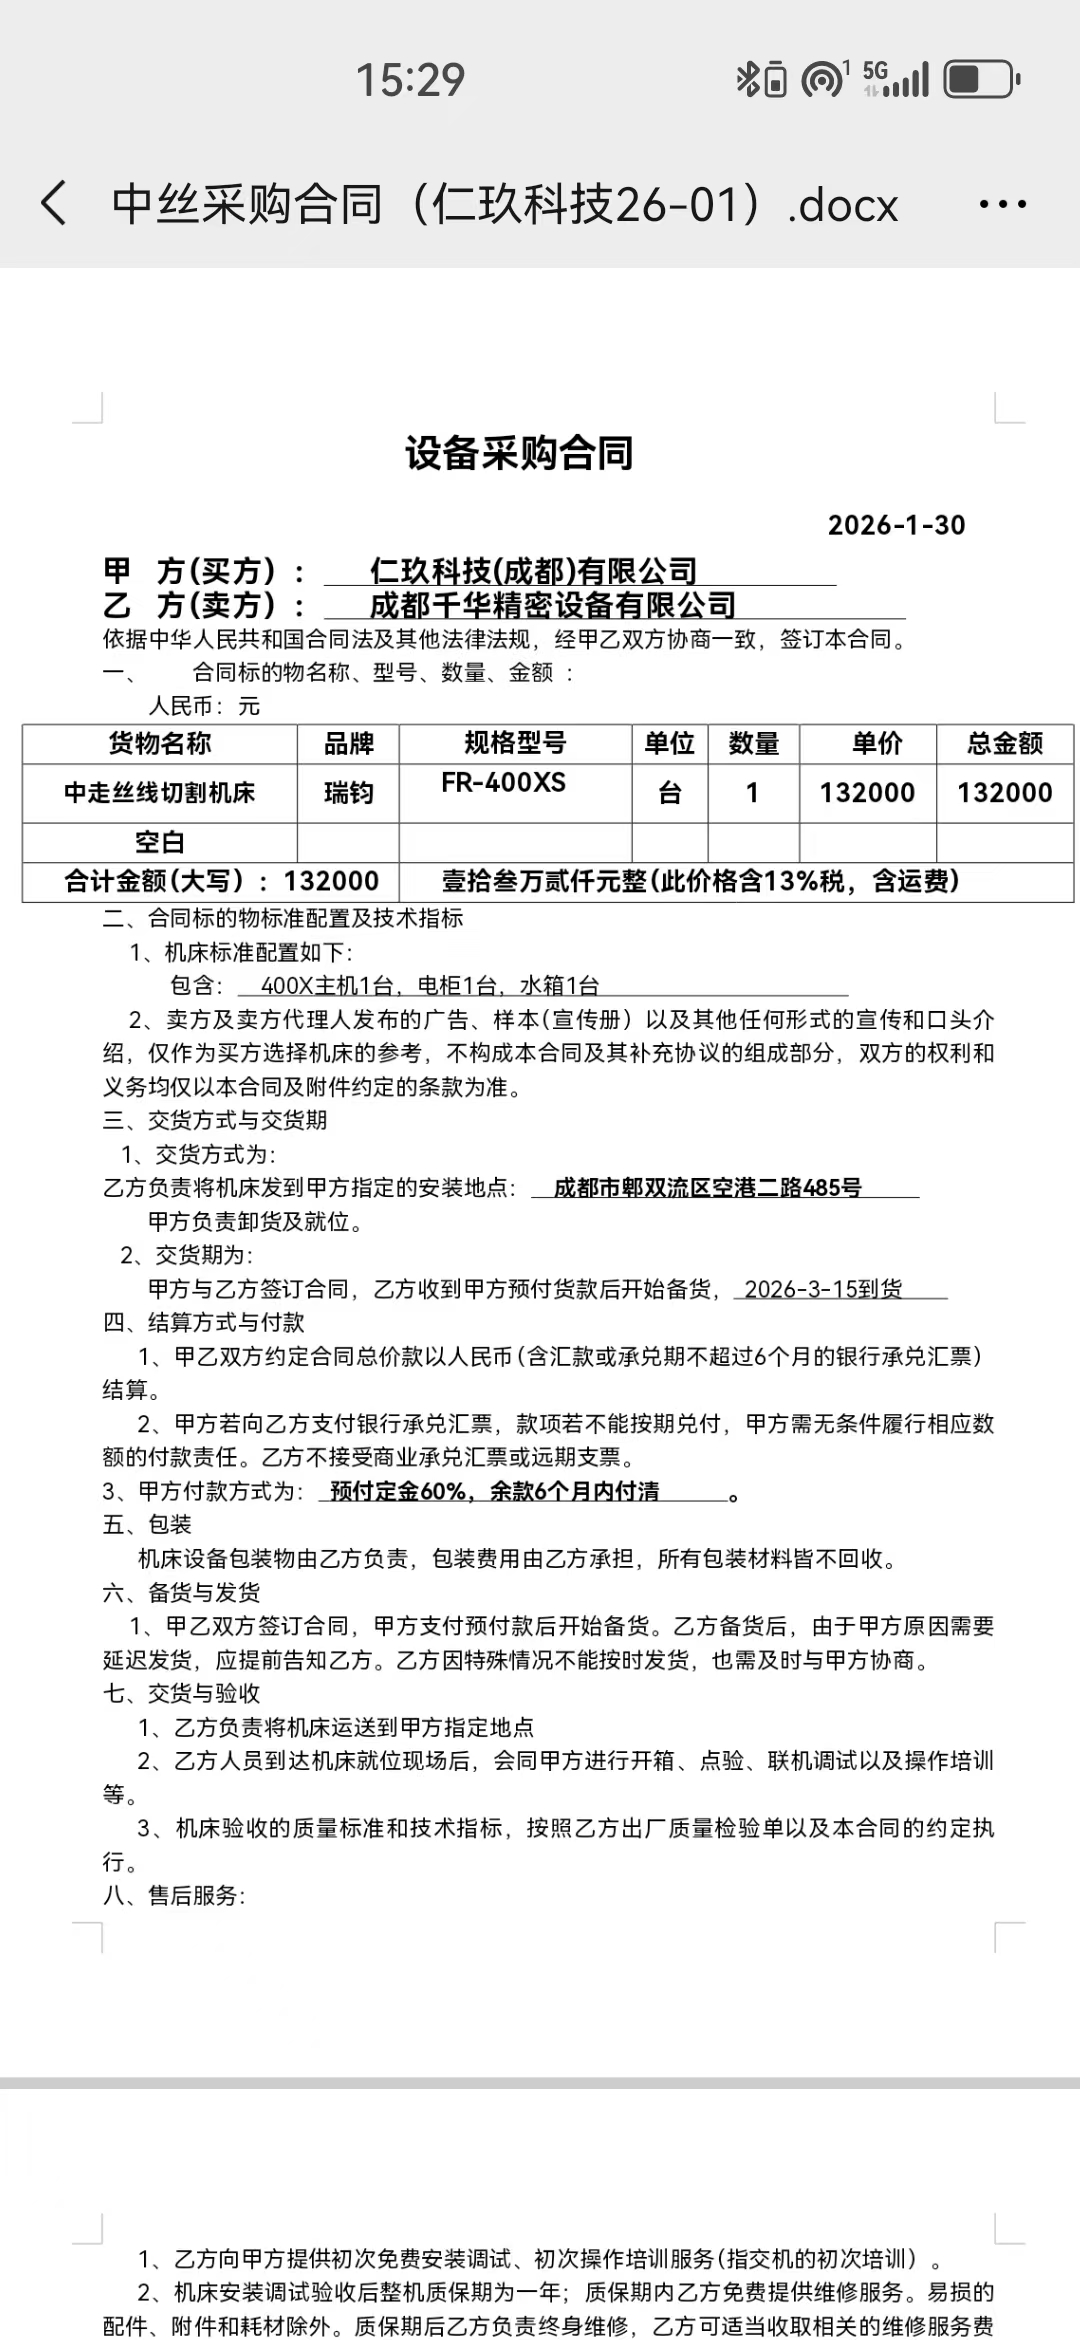 15:29
1 5G
中丝采购合同（仁玖科技26-01）.docx
设备采购合同
2026-1-30
甲 方(买方）： 仁玖科技(成都)有限公司
乙 方(卖方）： 成都千华精密设备有限公司
依据中华人民共和国合同法及其他法律法规，经甲乙双方协商一致，签订本合同。
一、 合同标的物名称、型号、数量、金额 ：
人民币：元
货物名称 品牌 规格型号 单位 数量 单价 总金额
中走丝线切割机床 瑞钧 FR-400XS 台 1 132000 132000
空白
合计金额(大写）：132000 壹拾叁万贰仟元整(此价格含13%税，含运费）
二、合同标的物标准配置及技术指标
1、机床标准配置如下：
包含： 400X主机1台，电柜1台，水箱1台
2、卖方及卖方代理人发布的广告、样本(宣传册）以及其他任何形式的宣传和口头介
绍，仅作为买方选择机床的参考，不构成本合同及其补充协议的组成部分，双方的权利和
义务均仅以本合同及附件约定的条款为准。
三、交货方式与交货期
1、交货方式为：
乙方负责将机床发到甲方指定的安装地点： 成都市郫双流区空港二路485号
甲方负责卸货及就位。
2、交货期为：
甲方与乙方签订合同，乙方收到甲方预付货款后开始备货， 2026-3-15到货
四、结算方式与付款
1、甲乙双方约定合同总价款以人民币(含汇款或承兑期不超过6个月的银行承兑汇票）
结算。
2、甲方若向乙方支付银行承兑汇票，款项若不能按期兑付，甲方需无条件履行相应数
额的付款责任。乙方不接受商业承兑汇票或远期支票。
3、甲方付款方式为： 预付定金60%，余款6个月内付清 。
五、包装
机床设备包装物由乙方负责，包装费用由乙方承担，所有包装材料皆不回收。
六、备货与发货
1、甲乙双方签订合同，甲方支付预付款后开始备货。乙方备货后，由于甲方原因需要
延迟发货，应提前告知乙方。乙方因特殊情况不能按时发货，也需及时与甲方协商。
七、交货与验收
1、乙方负责将机床运送到甲方指定地点
2、乙方人员到达机床就位现场后，会同甲方进行开箱、点验、联机调试以及操作培训
等。
3、机床验收的质量标准和技术指标，按照乙方出厂质量检验单以及本合同的约定执
行。
八、售后服务：
1、乙方向甲方提供初次免费安装调试、初次操作培训服务(指交机的初次培训）。
2、机床安装调试验收后整机质保期为一年；质保期内乙方免费提供维修服务。易损的
配件、附件和耗材除外。质保期后乙方负责终身维修，乙方可适当收取相关的维修服务费